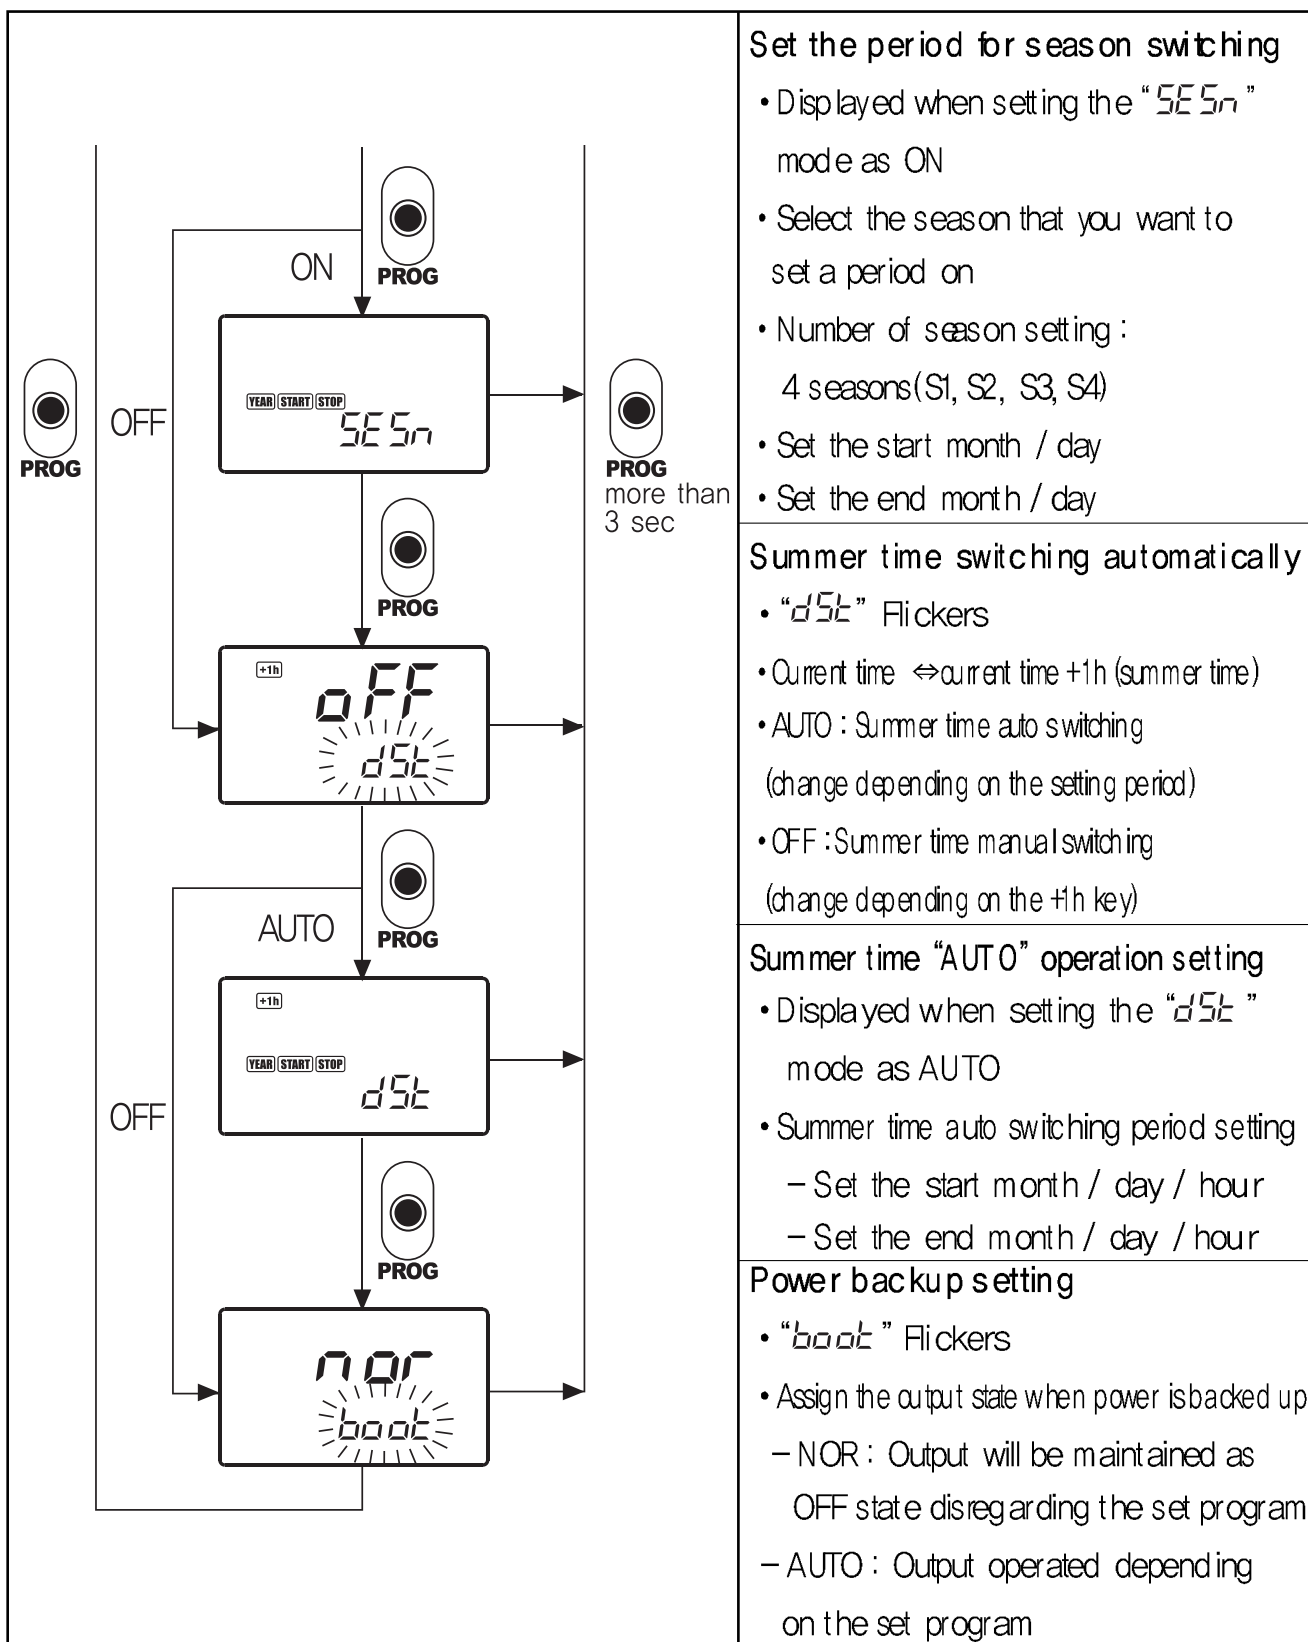 ON
PROG
OFF
PROG
YEAR START STOP
SESn
PROG
more than
3 sec
PROG
+1h
oFF
dSt
AUTO
PROG
+1h
YEAR START STOP
dSt
OFF
PROG
nor
boot
Set the period for season switching
• Displayed when setting the “SESn”
mode as ON
• Select the season that you want to
set a period on
• Number of season setting :
4 seasons(S1, S2, S3, S4)
• Set the start month / day
• Set the end month / day
Summer time switching automatically
• “dSt” Flickers
• Current time ⇔current time +1h (summer time)
• AUTO : Summer time auto switching
(change depending on the setting period)
• OFF : Summer time manual switching
(change depending on the +1h key)
Summer time “AUTO” operation setting
• Displayed when setting the “dSt”
mode as AUTO
• Summer time auto switching period setting
– Set the start month / day / hour
– Set the end month / day / hour
Power backup setting
• “boot” Flickers
• Assign the output state when power is backed up
– NOR : Output will be maintained as
OFF state disregarding the set program
– AUTO : Output operated depending
on the set program